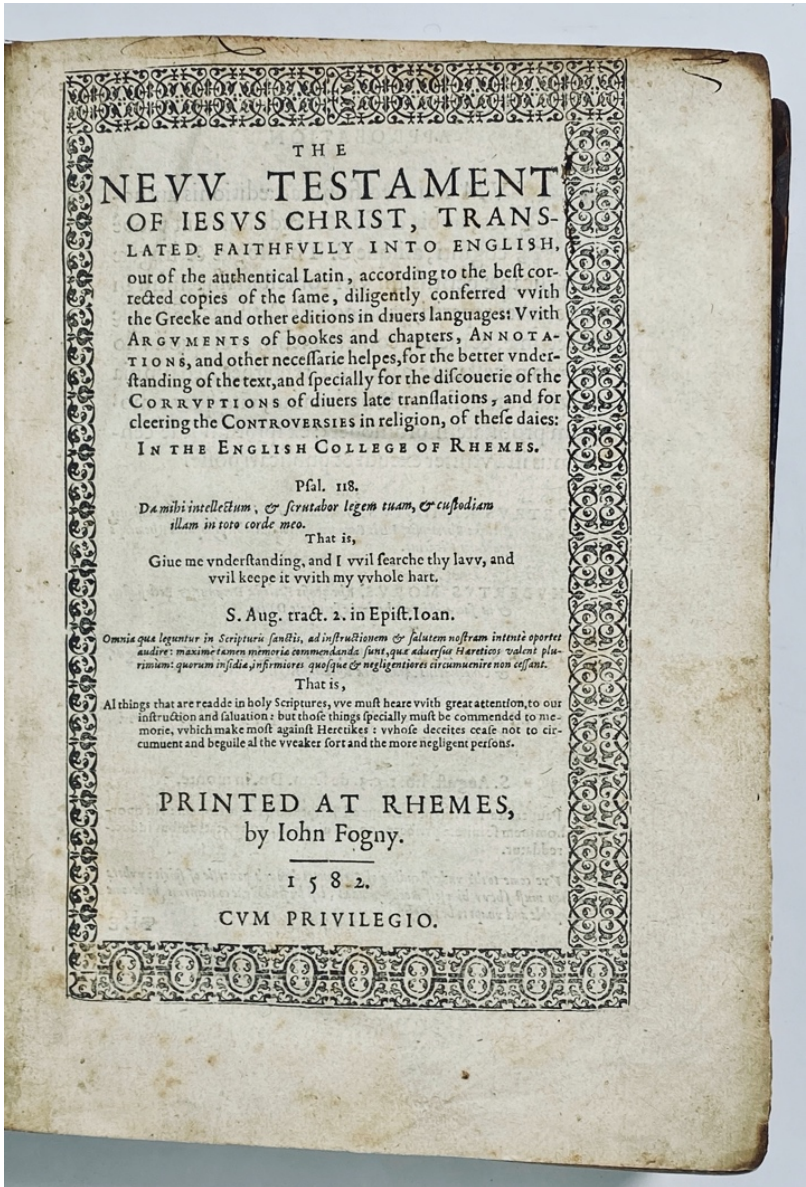 THE
NEVV TESTAMENT
OF IESVS CHRIST, TRANS-
LATED FAITHFVLLY INTO ENGLISH,
out of the authentical Latin, according to the beſt cor-
rected copies of the ſame, diligently conferred vvith
the Greeke and other editions in diuers languages: Vvith
ARGVMENTS of bookes and chapters, ANNOTA-
TIONS, and other neceſſarie helpes, for the better vnder-
ſtanding of the text, and ſpecially for the diſcouerie of the
CORRVPTIONS of diuers late tranſlations, and for
cleering the CONTROVERSIES in religion, of theſe daies:
IN THE ENGLISH COLLEGE OF RHEMES.
Pſal. 118.
Da mihi intellectum, & ſcrutabor legem tuam, & cuſtodiam
illam in toto corde meo.
That is,
Giue me vnderſtanding, and I vvil ſearche thy lavv, and
vvil keepe it vvith my vvhole hart.
S. Aug. tract. 2. in Epiſt. Ioan.
Omnia quæ leguntur in Scripturis ſanctis, ad inſtructionem & ſalutem noſtram intentè oportet
audire: maximè tamen memoriæ commendanda ſunt, quæ aduerſus Hæreticos valent plu-
rimùm: quorum inſidiæ, infirmiores quoſque & negligentiores circumuenire non ceſſant.
That is,
Al things that are readde in holy Scriptures, vve muſt heare vvith great attention, to our
inſtruction and ſaluation: but thoſe things ſpecially muſt be commended to me-
morie, vvhich make moſt againſt Heretikes: vvhoſe deceites ceaſe not to cir-
cumuent and beguile al the vveaker ſort and the more negligent perſons.
PRINTED AT RHEMES,
by Iohn Fogny.
1582.
CVM PRIVILEGIO.